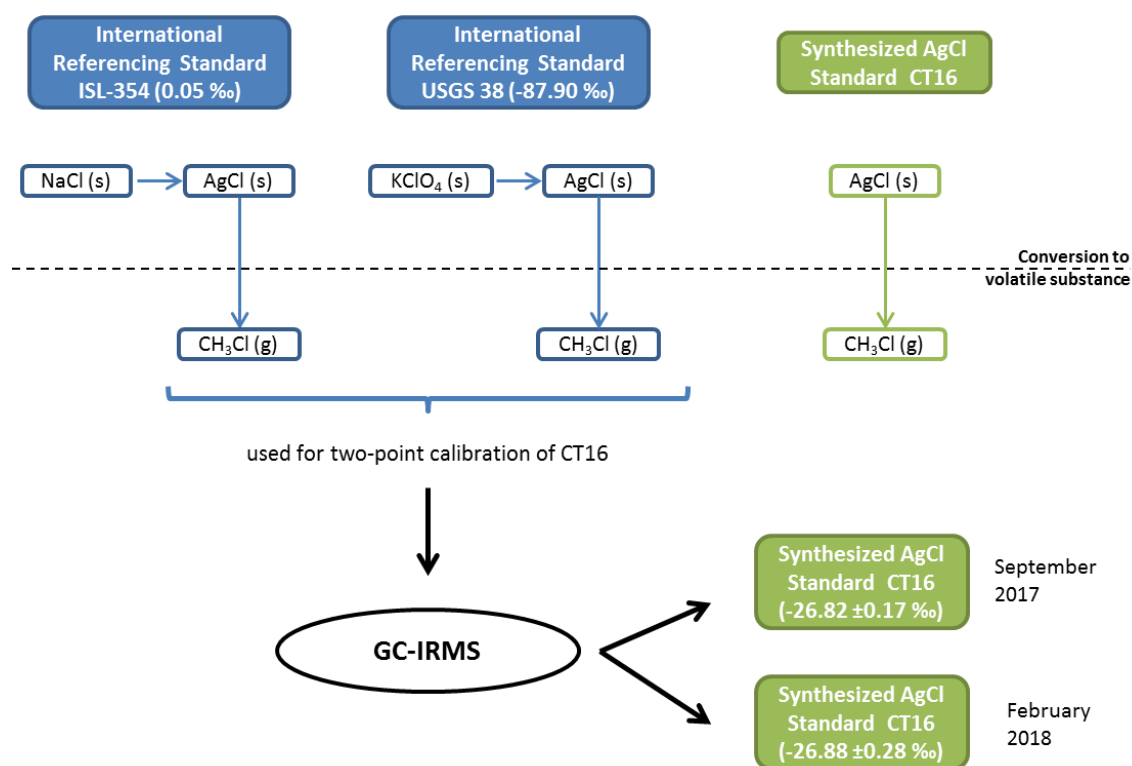 International
Referencing Standard
ISL-354 (0.05 ‰)
International
Referencing Standard
USGS 38 (-87.90 ‰)
Synthesized AgCl
Standard CT16
NaCl (s)
AgCl (s)
KClO₄ (s)
AgCl (s)
AgCl (s)
Conversion to
volatile substance
CH₃Cl (g)
CH₃Cl (g)
CH₃Cl (g)
used for two-point calibration of CT16
GC-IRMS
Synthesized AgCl
Standard CT16
(-26.82 ±0.17 ‰)
September
2017
Synthesized AgCl
Standard CT16
(-26.88 ±0.28 ‰)
February
2018